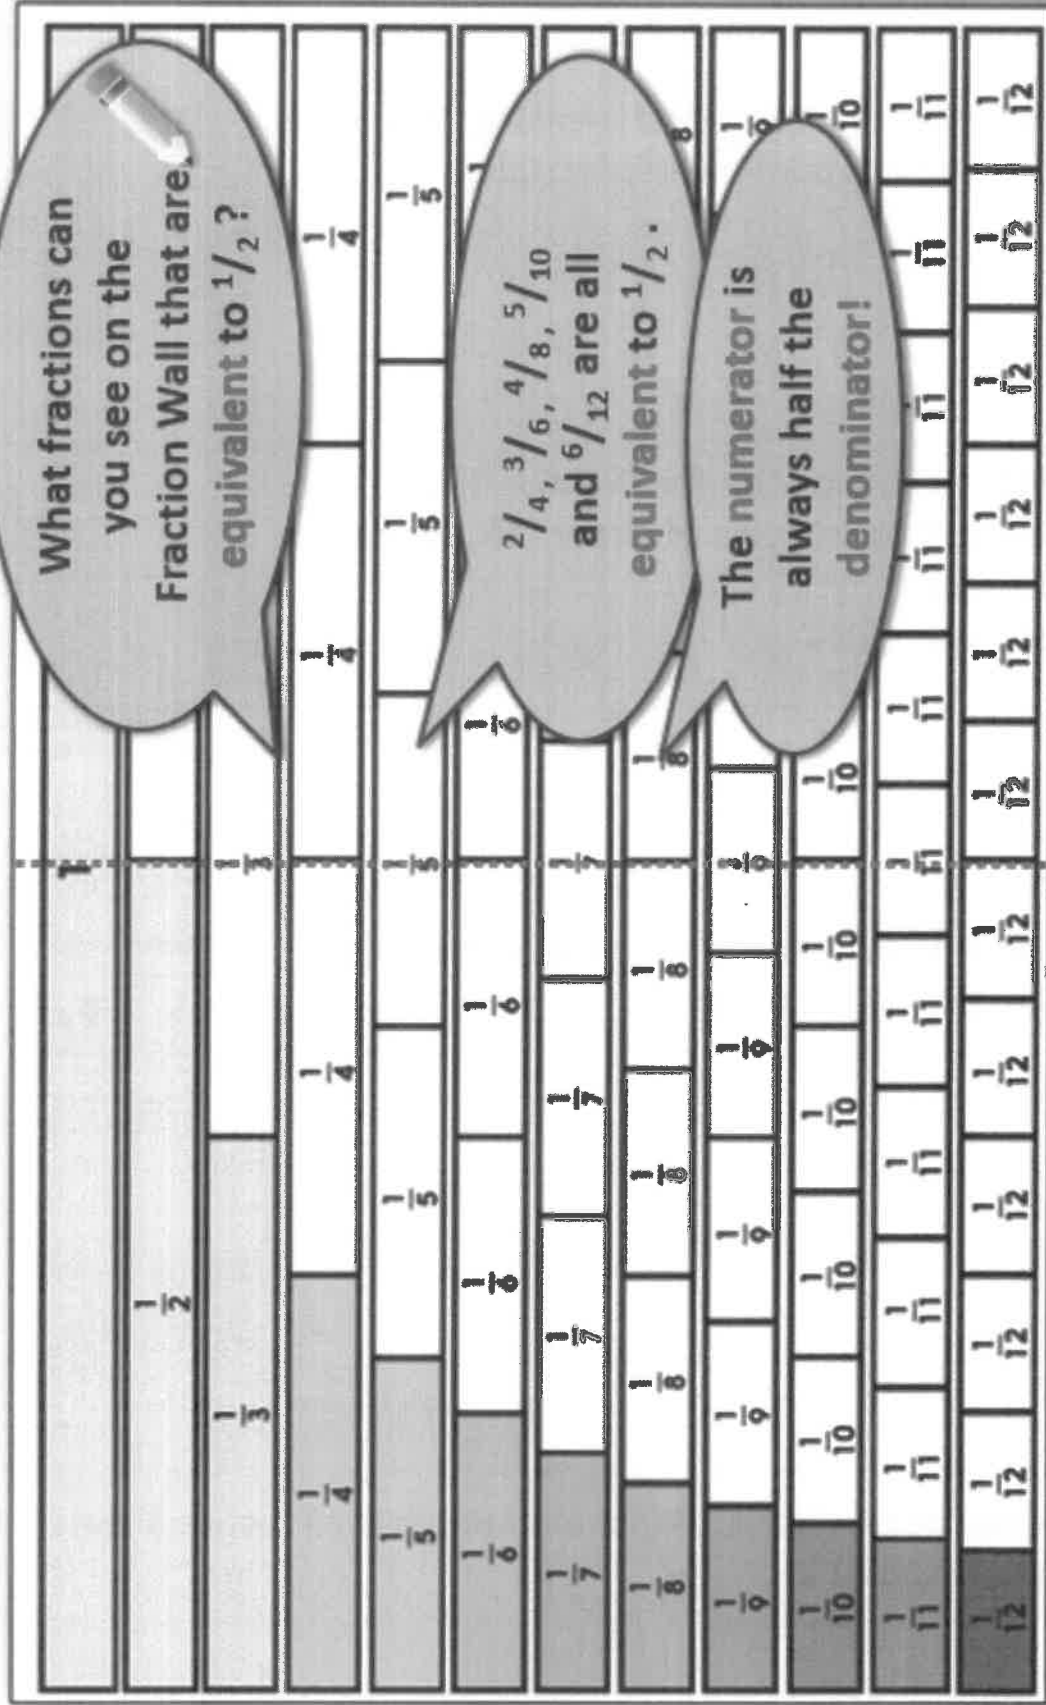 What fractions can
you see on the
Fraction Wall that are
equivalent to 1/2 ?
1
1/2
1/3 1/3
1/4 1/4 1/4 1/4
1/5 1/5 1/5 1/5 1/5
1/6 1/6 1/6 1/6
2/4, 3/6, 4/8, 5/10
and 6/12 are all
equivalent to 1/2.
1/7 1/7 1/7 1/7
1/8 1/8 1/8 1/8 1/8 8
1/9 1/9 1/9 1/9 1/9 1/9
The numerator is
always half the
denominator!
1/10 1/10 1/10 1/10 1/10 1/10 1/10
1/11 1/11 1/11 1/11 1/11 1/11 1/11 1/11 1/11 1/11 1/11
1/12 1/12 1/12 1/12 1/12 1/12 1/12 1/12 1/12 1/12 1/12 1/12